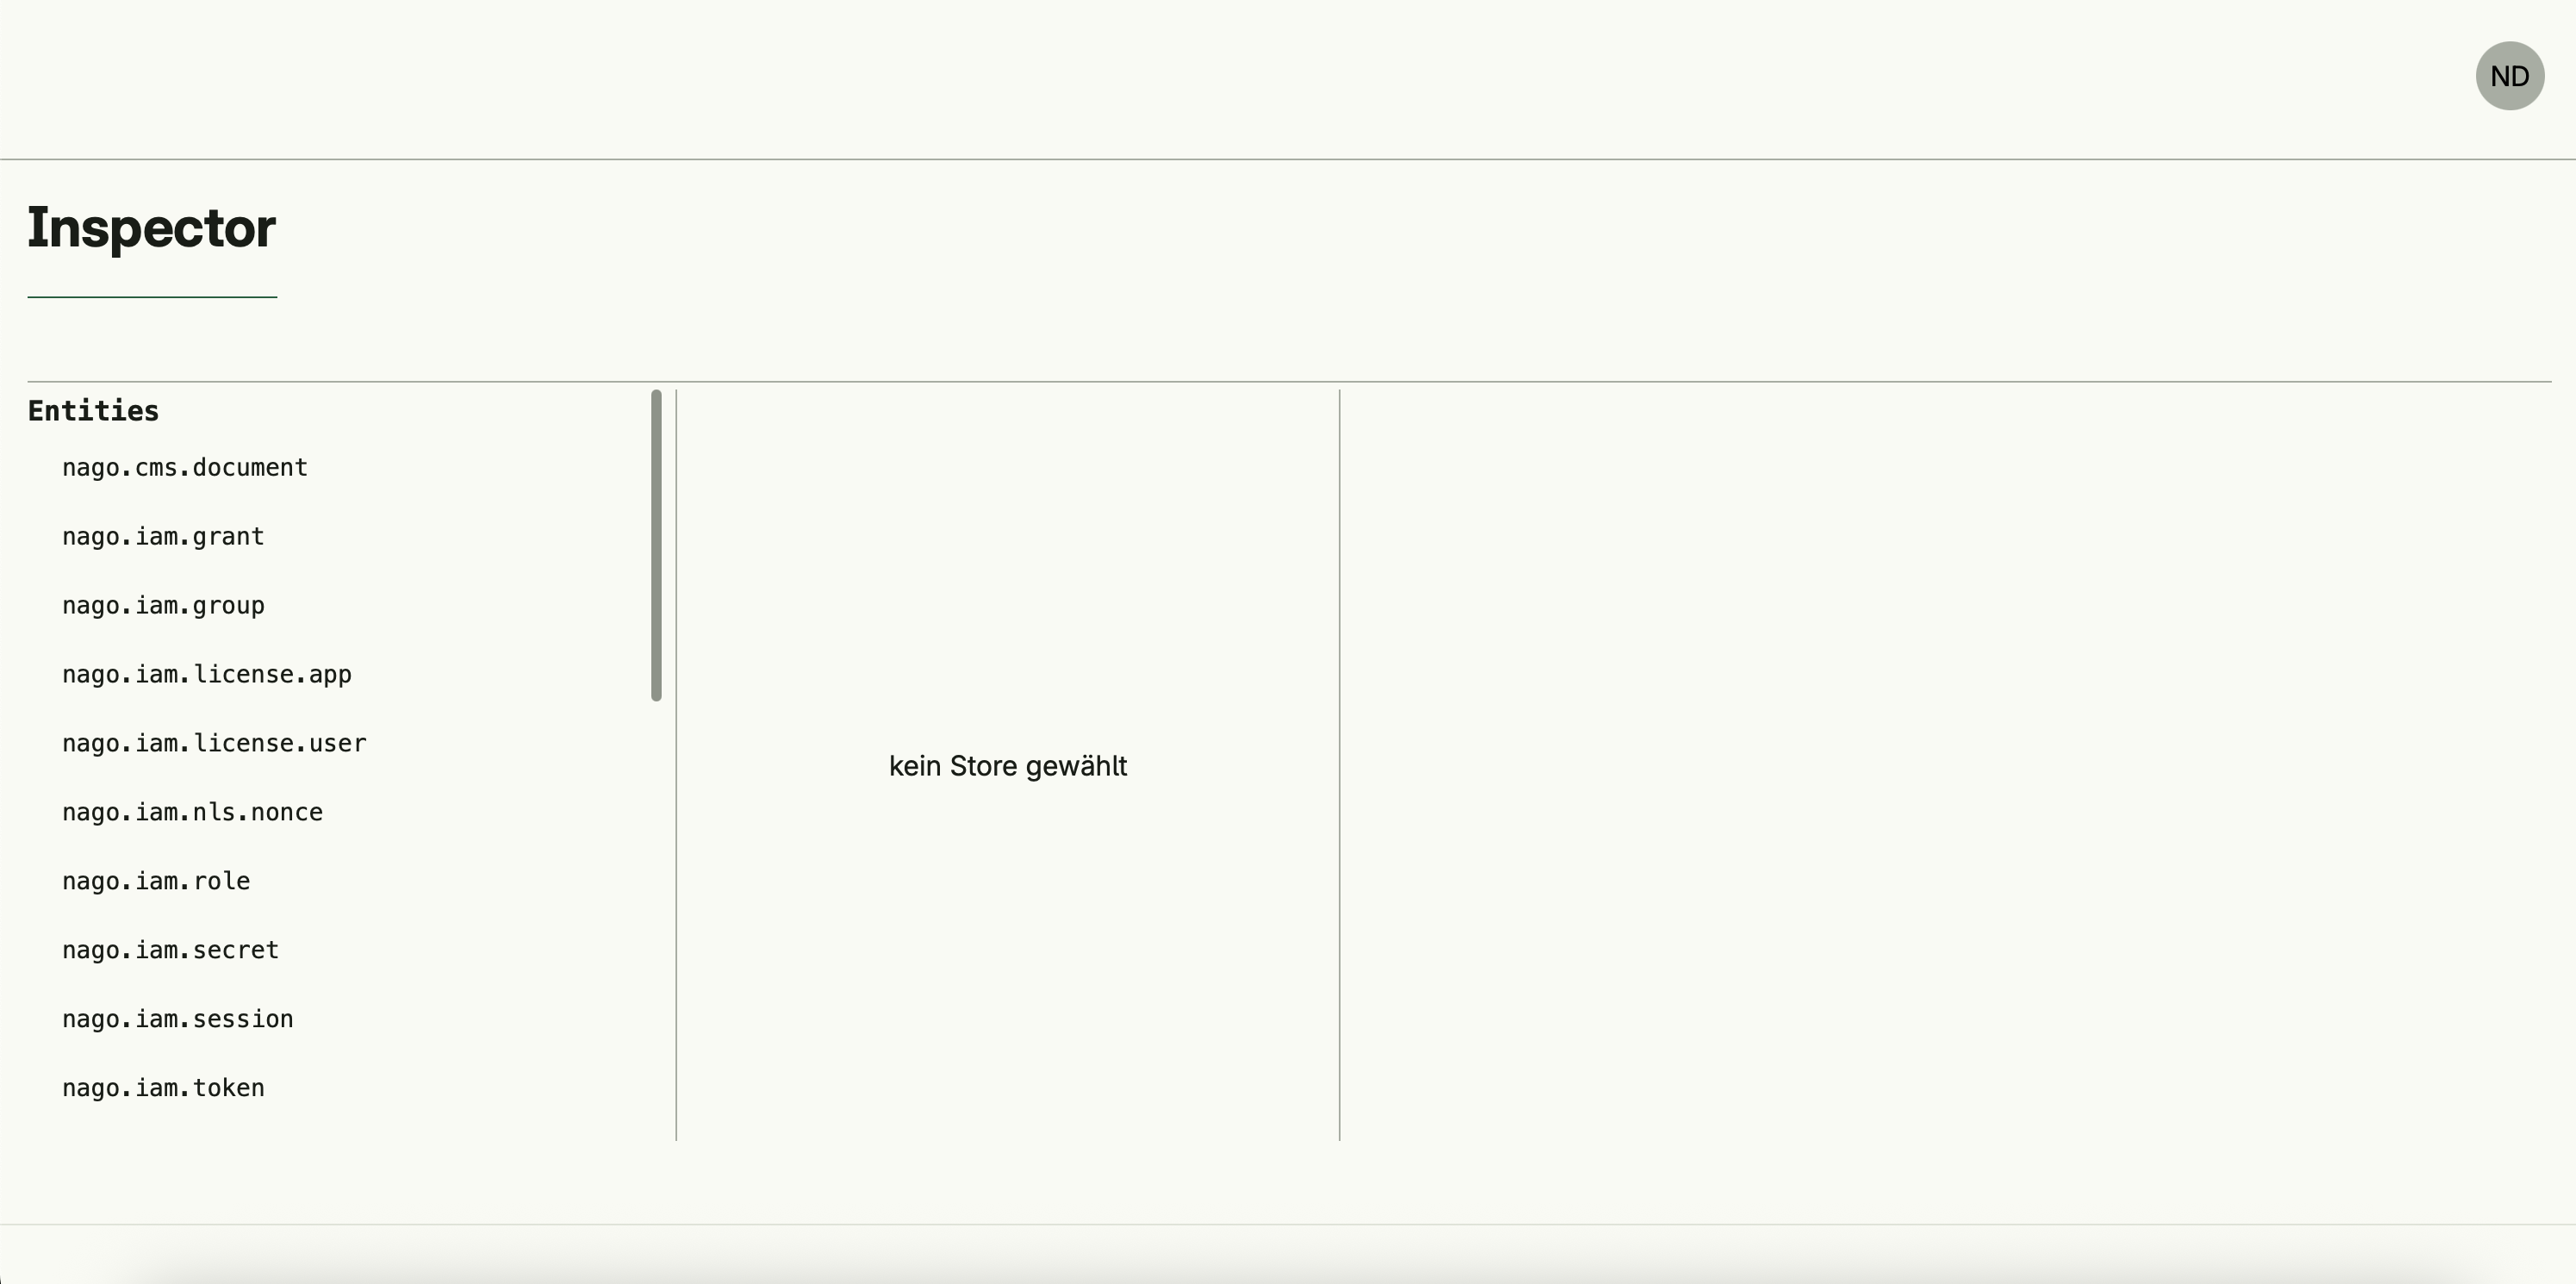 ND
Inspector
Entities
nago.cms.document
nago.iam.grant
nago.iam.group
nago.iam.license.app
nago.iam.license.user
nago.iam.nls.nonce
nago.iam.role
nago.iam.secret
nago.iam.session
nago.iam.token
kein Store gewählt